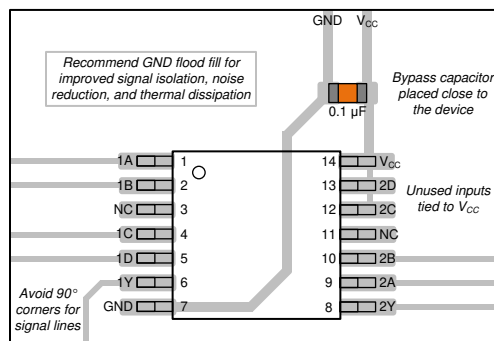 GND VCC
Recommend GND flood fill for
improved signal isolation, noise
reduction, and thermal dissipation
Bypass capacitor
placed close to
the device
0.1 µF
1A 1 14 VCC
1B 2 13 2D
NC 3 12 2C
Unused inputs
tied to VCC
1C 4 11 NC
1D 5 10 2B
1Y 6 9 2A
GND 7 8 2Y
Avoid 90°
corners for
signal lines